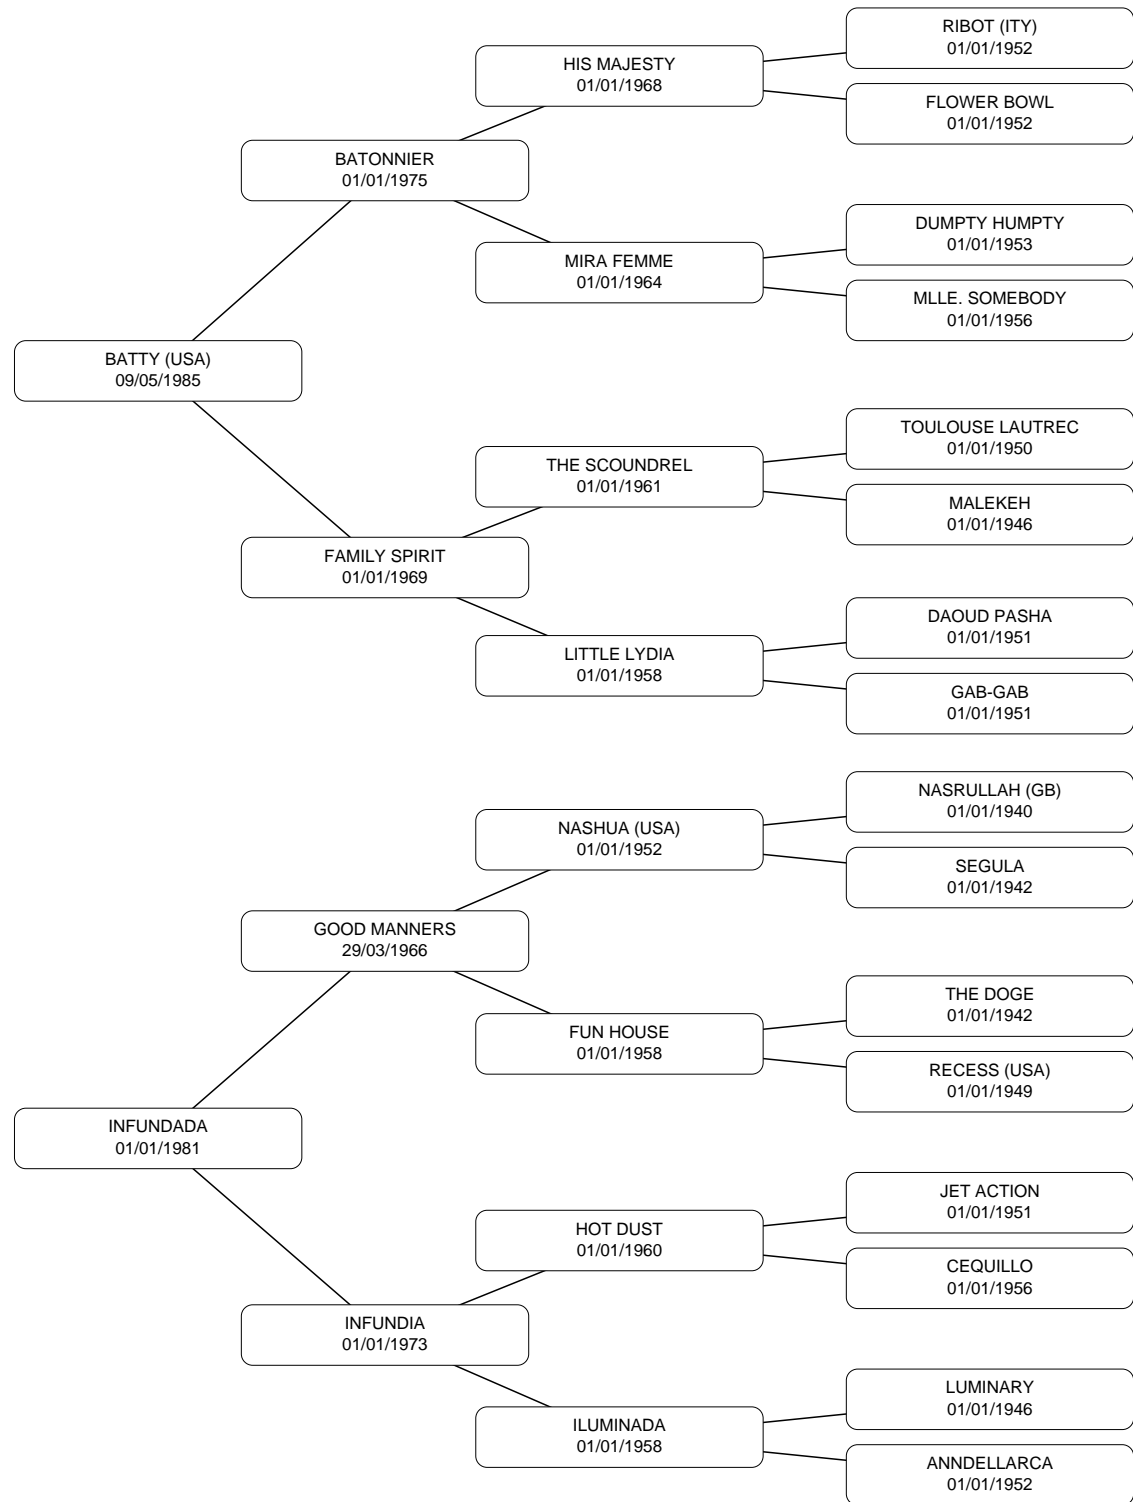 RIBOT (ITY)
01/01/1952
HIS MAJESTY
01/01/1968
FLOWER BOWL
01/01/1952
BATONNIER
01/01/1975
DUMPTY HUMPTY
01/01/1953
MIRA FEMME
01/01/1964
MLLE. SOMEBODY
01/01/1956
BATTY (USA)
09/05/1985
TOULOUSE LAUTREC
01/01/1950
THE SCOUNDREL
01/01/1961
MALEKEH
01/01/1946
FAMILY SPIRIT
01/01/1969
DAOUD PASHA
01/01/1951
LITTLE LYDIA
01/01/1958
GAB-GAB
01/01/1951
NASRULLAH (GB)
01/01/1940
NASHUA (USA)
01/01/1952
SEGULA
01/01/1942
GOOD MANNERS
29/03/1966
THE DOGE
01/01/1942
FUN HOUSE
01/01/1958
RECESS (USA)
01/01/1949
INFUNDADA
01/01/1981
JET ACTION
01/01/1951
HOT DUST
01/01/1960
CEQUILLO
01/01/1956
INFUNDIA
01/01/1973
LUMINARY
01/01/1946
ILUMINADA
01/01/1958
ANNDELLARCA
01/01/1952